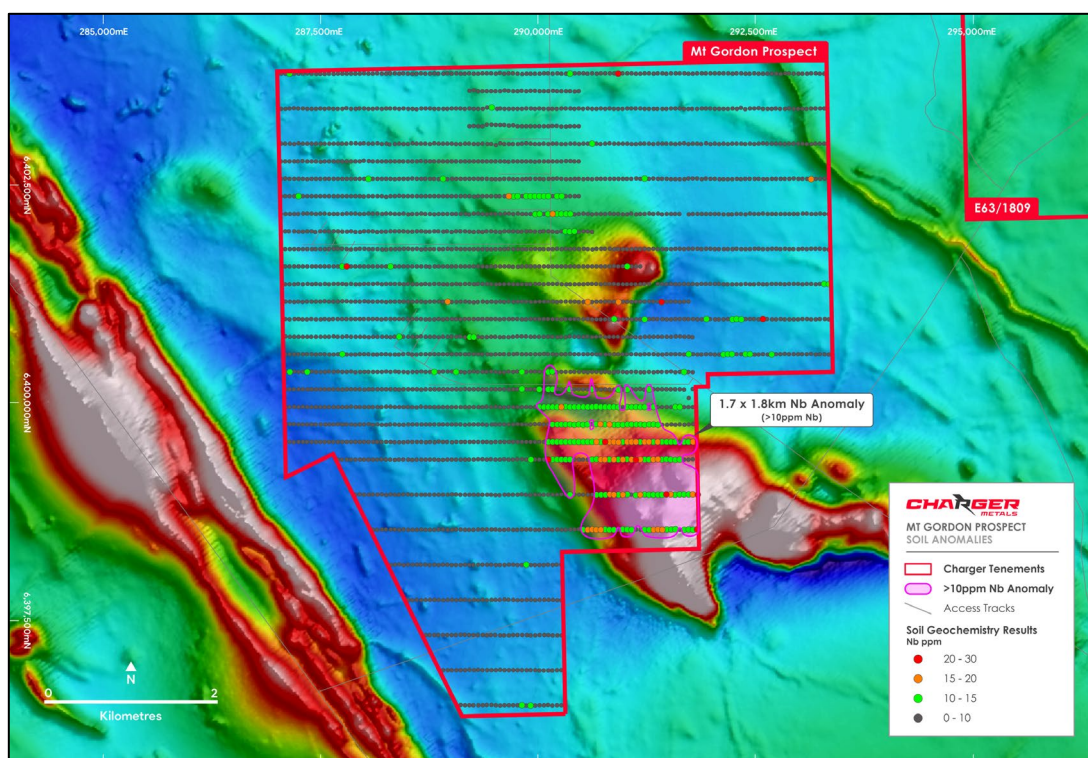 285,000mE
287,500mE
290,000mE
292,500mE
295,000mE
Mt Gordon Prospect
6,402,500mN
E63/1809
6,400,000mN
1.7 x 1.8km Nb Anomaly
(>10ppm Nb)
6,397,500mN
N
0 2
Kilometres
CHARGER
METALS
MT GORDON PROSPECT
SOIL ANOMALIES
Charger Tenements
>10ppm Nb Anomaly
Access Tracks
Soil Geochemistry Results
Nb ppm
20 - 30
15 - 20
10 - 15
0 - 10